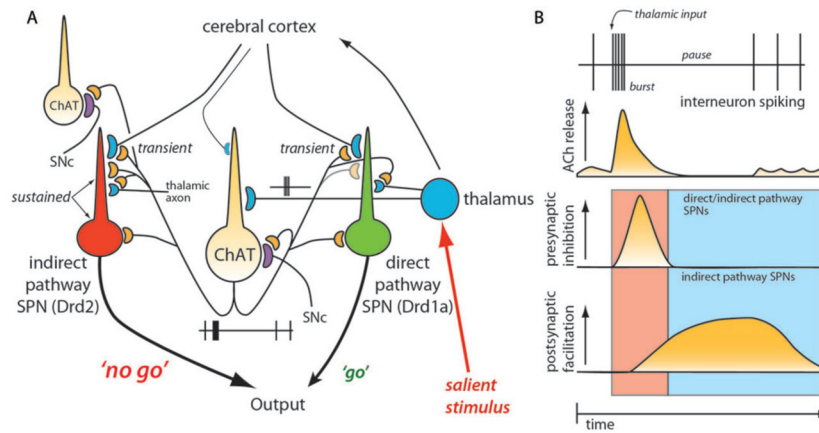 A
cerebral cortex
ChAT
SNc
transient
transient
sustained
thalamic
axon
thalamus
ChAT
indirect
pathway
SPN (Drd2)
SNc
direct
pathway
SPN (Drd1a)
'no go'
'go'
Output
salient
stimulus
B
thalamic input
pause
burst
interneuron spiking
ACh release
presynaptic
inhibition
direct/indirect pathway
SPNs
indirect pathway SPNs
postsynaptic
facilitation
time